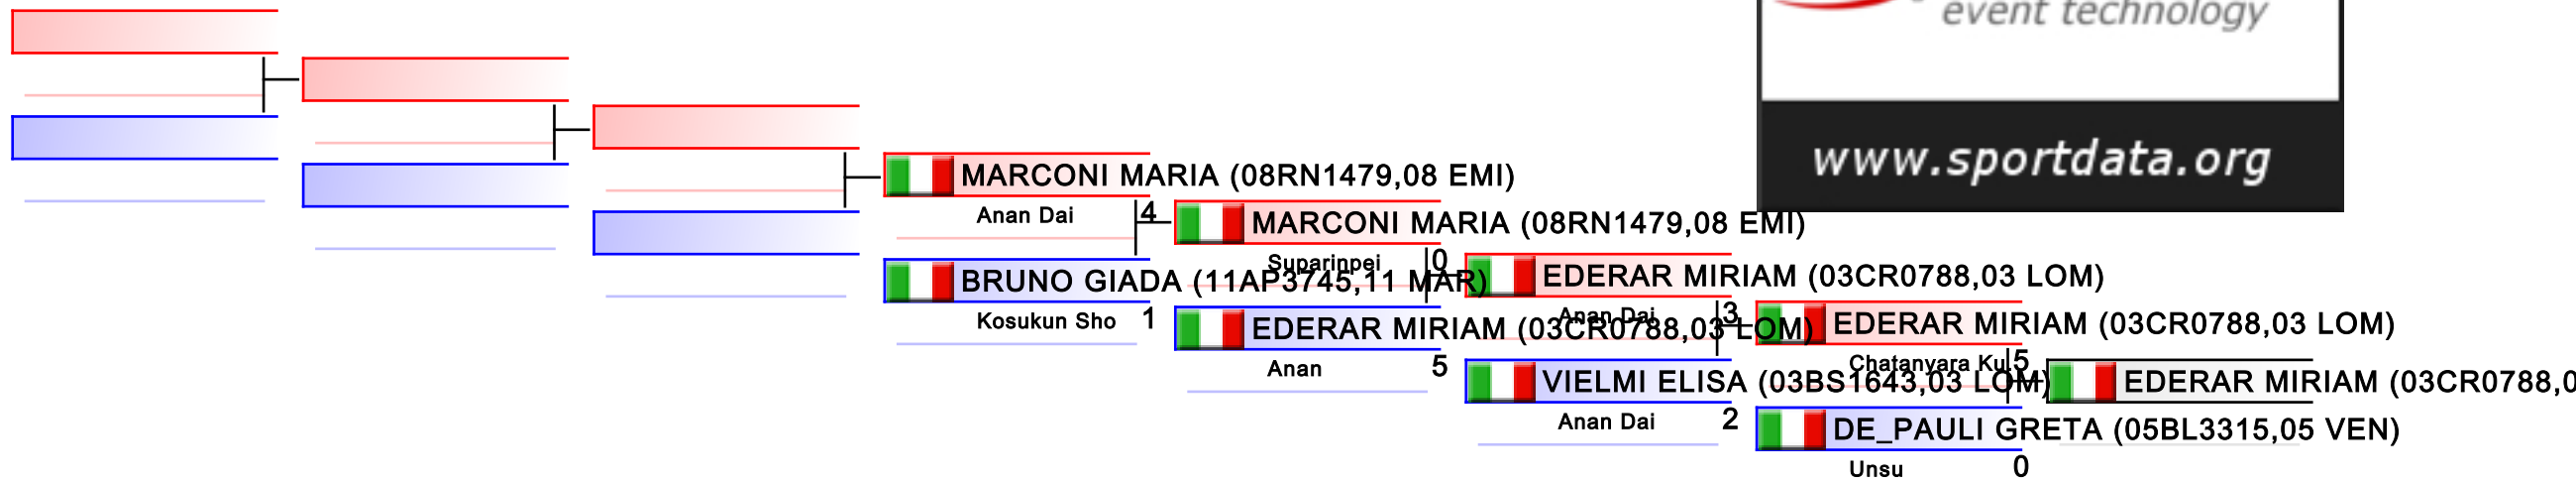 event technology
www.sportdata.org
MARCONI MARIA (08RN1479,08 EMI)
Anan Dai 4
BRUNO GIADA (11AP3745,11 MAR)
Kosukun Sho 1
MARCONI MARIA (08RN1479,08 EMI)
Suparinpei 0
EDERAR MIRIAM (03CR0788,03 LOM)
Anan 5
EDERAR MIRIAM (03CR0788,03 LOM)
Anan Dai 3
VIELMI ELISA (03BS1643,03 LOM)
Anan Dai 2
EDERAR MIRIAM (03CR0788,03 LOM)
Chatanyara Ku 5
DE_PAULI GRETA (05BL3315,05 VEN)
Unsu 0
EDERAR MIRIAM (03CR0788,0